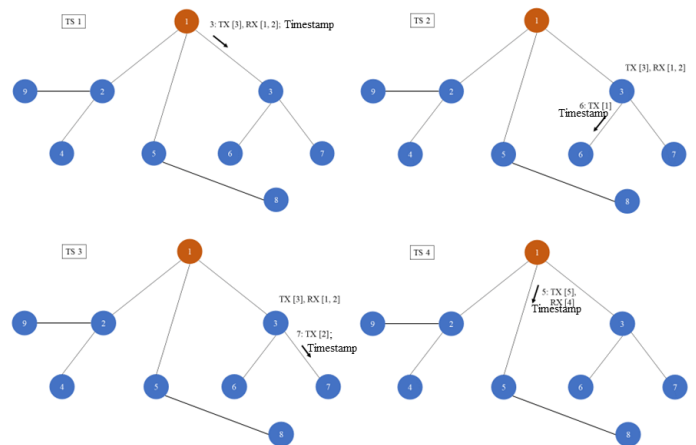 TS 1
1
3: TX [3], RX [1, 2]; Timestamp
9
2
3
4
5
6
7
8
TS 2
1
TX [3], RX [1, 2]
9
2
3
6: TX [1]
Timestamp
4
5
6
7
8
TS 3
1
TX [3], RX [1, 2]
9
2
3
7: TX [2];
Timestamp
4
5
6
7
8
TS 4
1
5: TX [5],
RX [4]
Timestamp
9
2
3
4
5
6
7
8